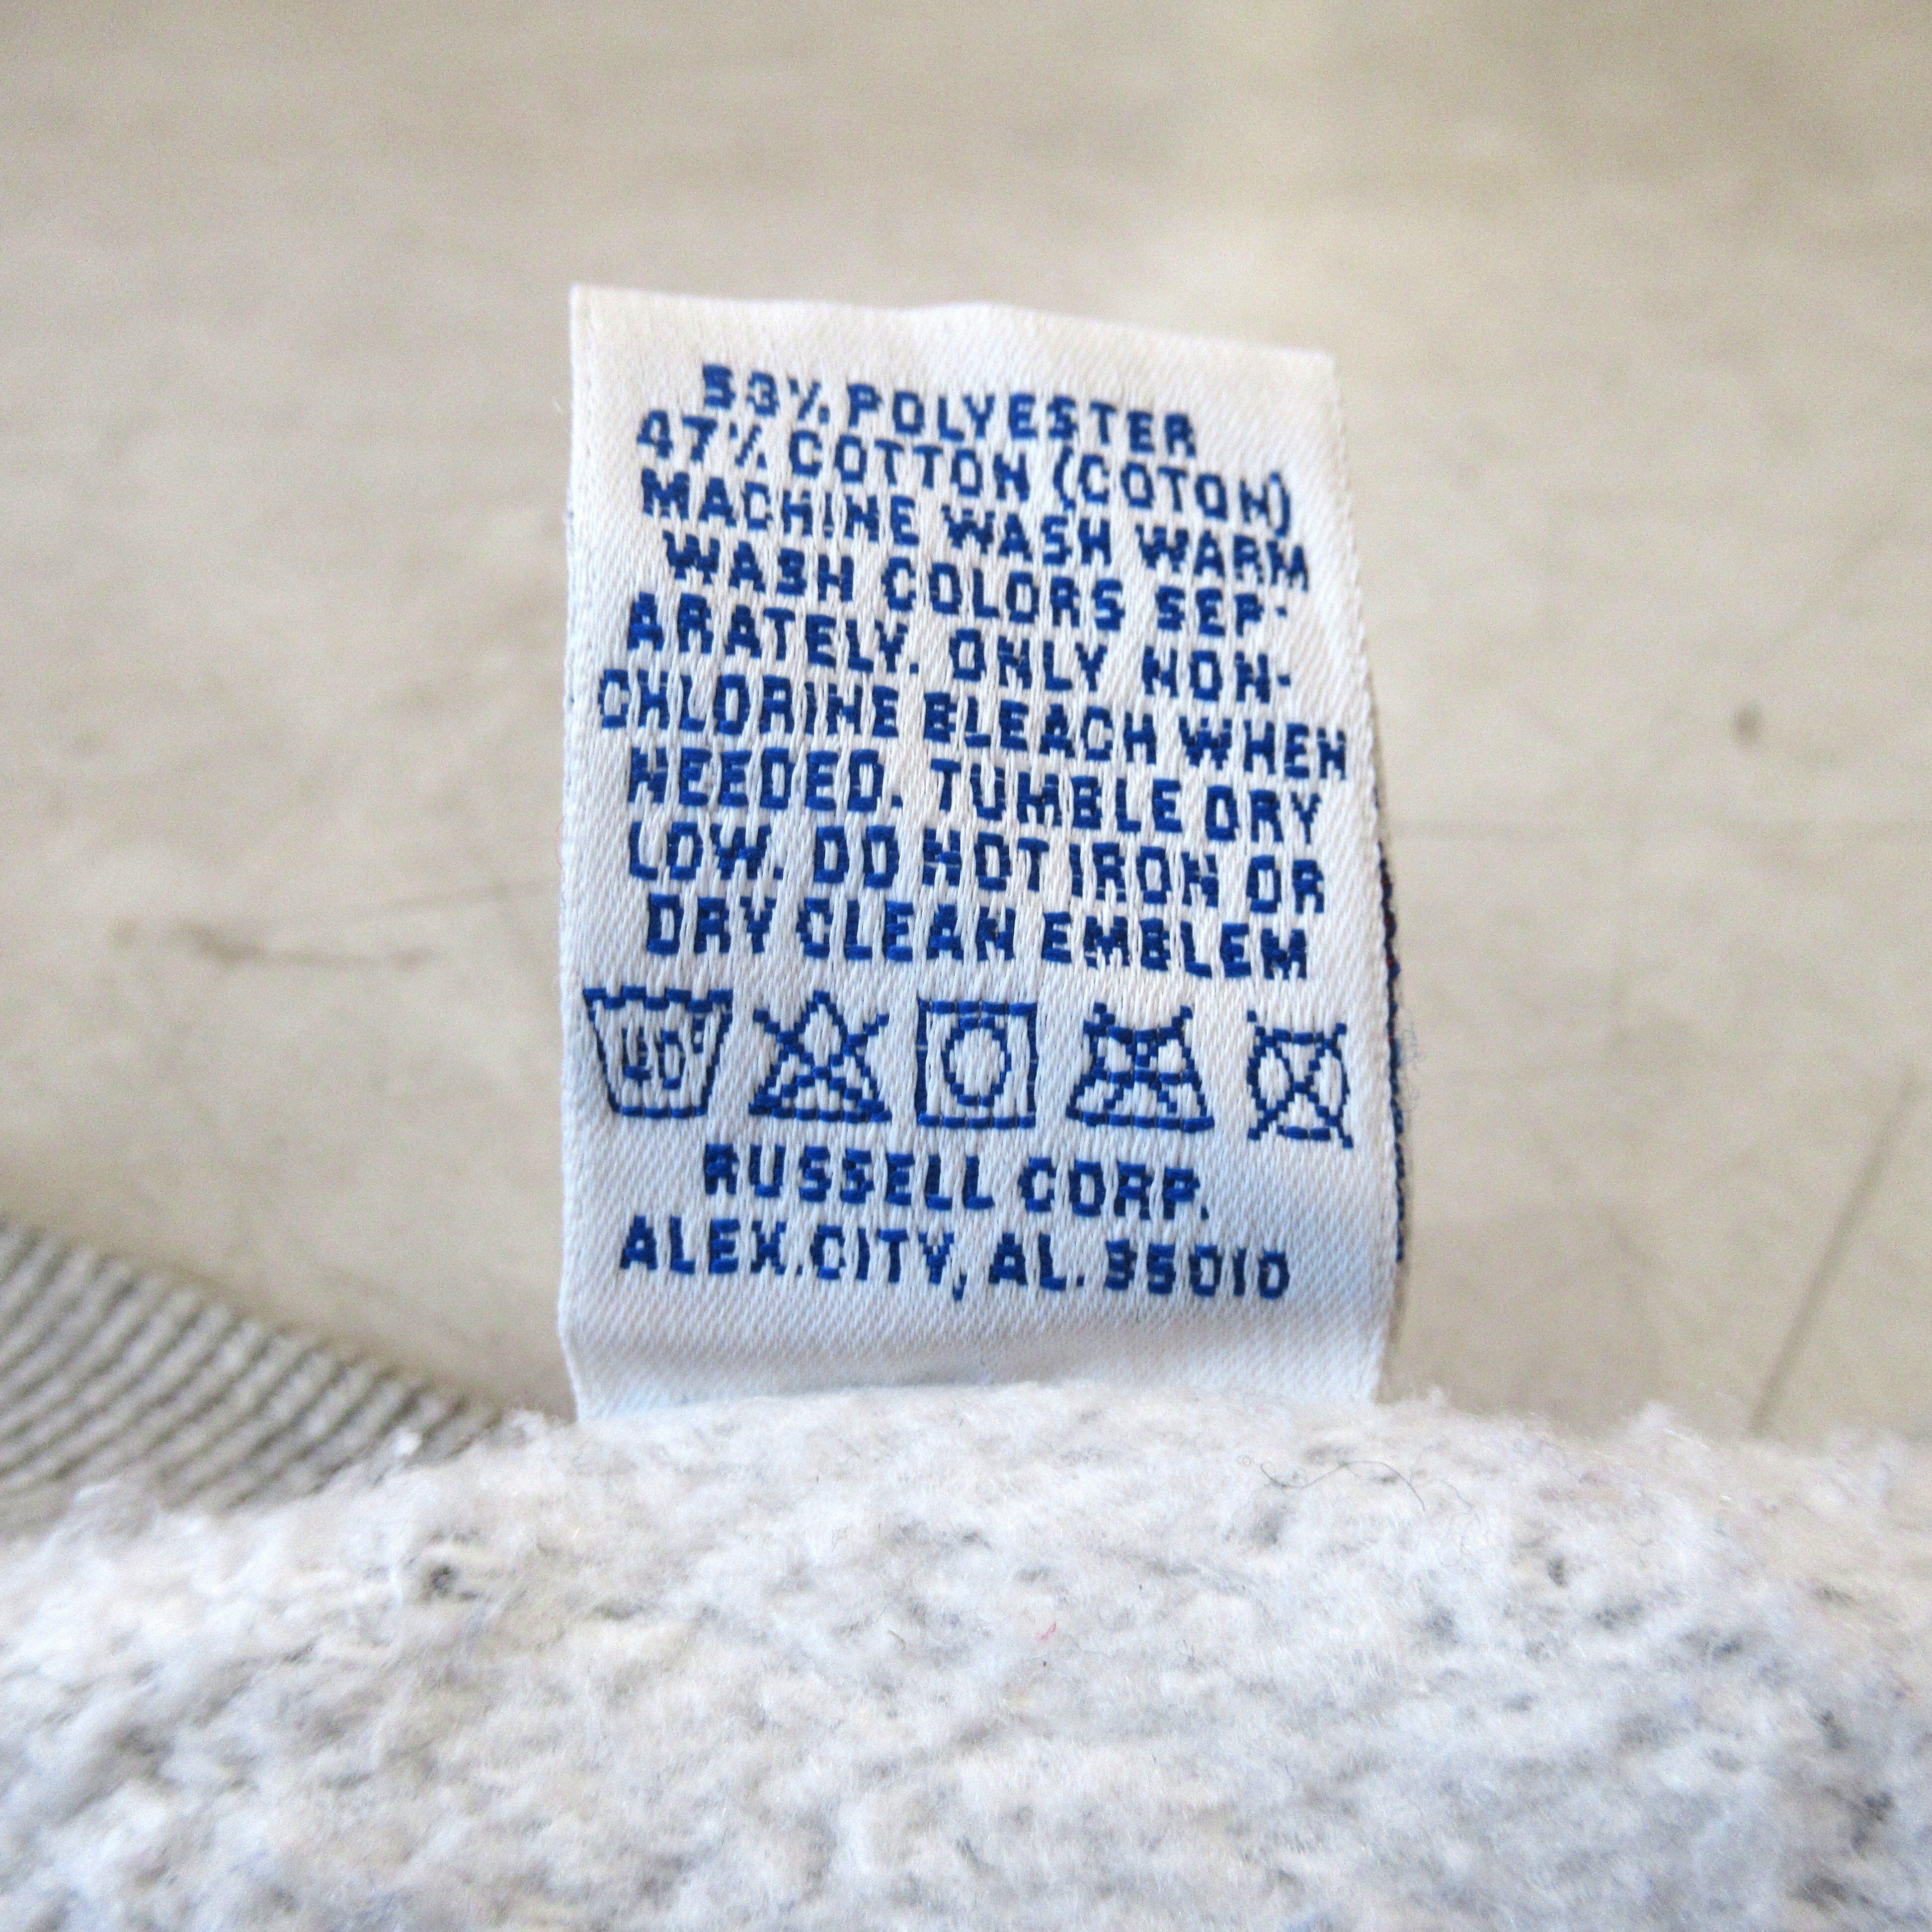 53% POLYESTER
47% COTTON (COTON)
MACHINE WASH WARM
WASH COLORS SEP-
ARATELY. ONLY NON-
CHLORINE BLEACH WHEN
NEEDED. TUMBLE DRY
LOW. DO NOT IRON OR
DRY CLEAN EMBLEM
40°
RUSSELL CORP.
ALEX.CITY, AL. 35010